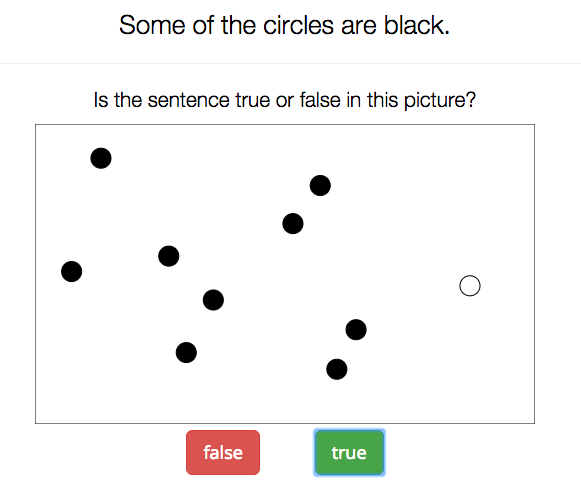 Some of the circles are black.
Is the sentence true or false in this picture?
false true